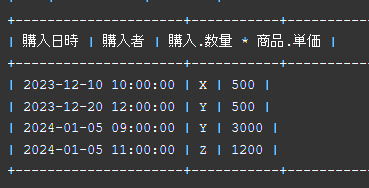 | 購入日時 | 購入者 | 購入.数量 * 商品.単価 |
| 2023-12-10 10:00:00 | X | 500 |
| 2023-12-20 12:00:00 | Y | 500 |
| 2024-01-05 09:00:00 | Y | 3000 |
| 2024-01-05 11:00:00 | Z | 1200 |